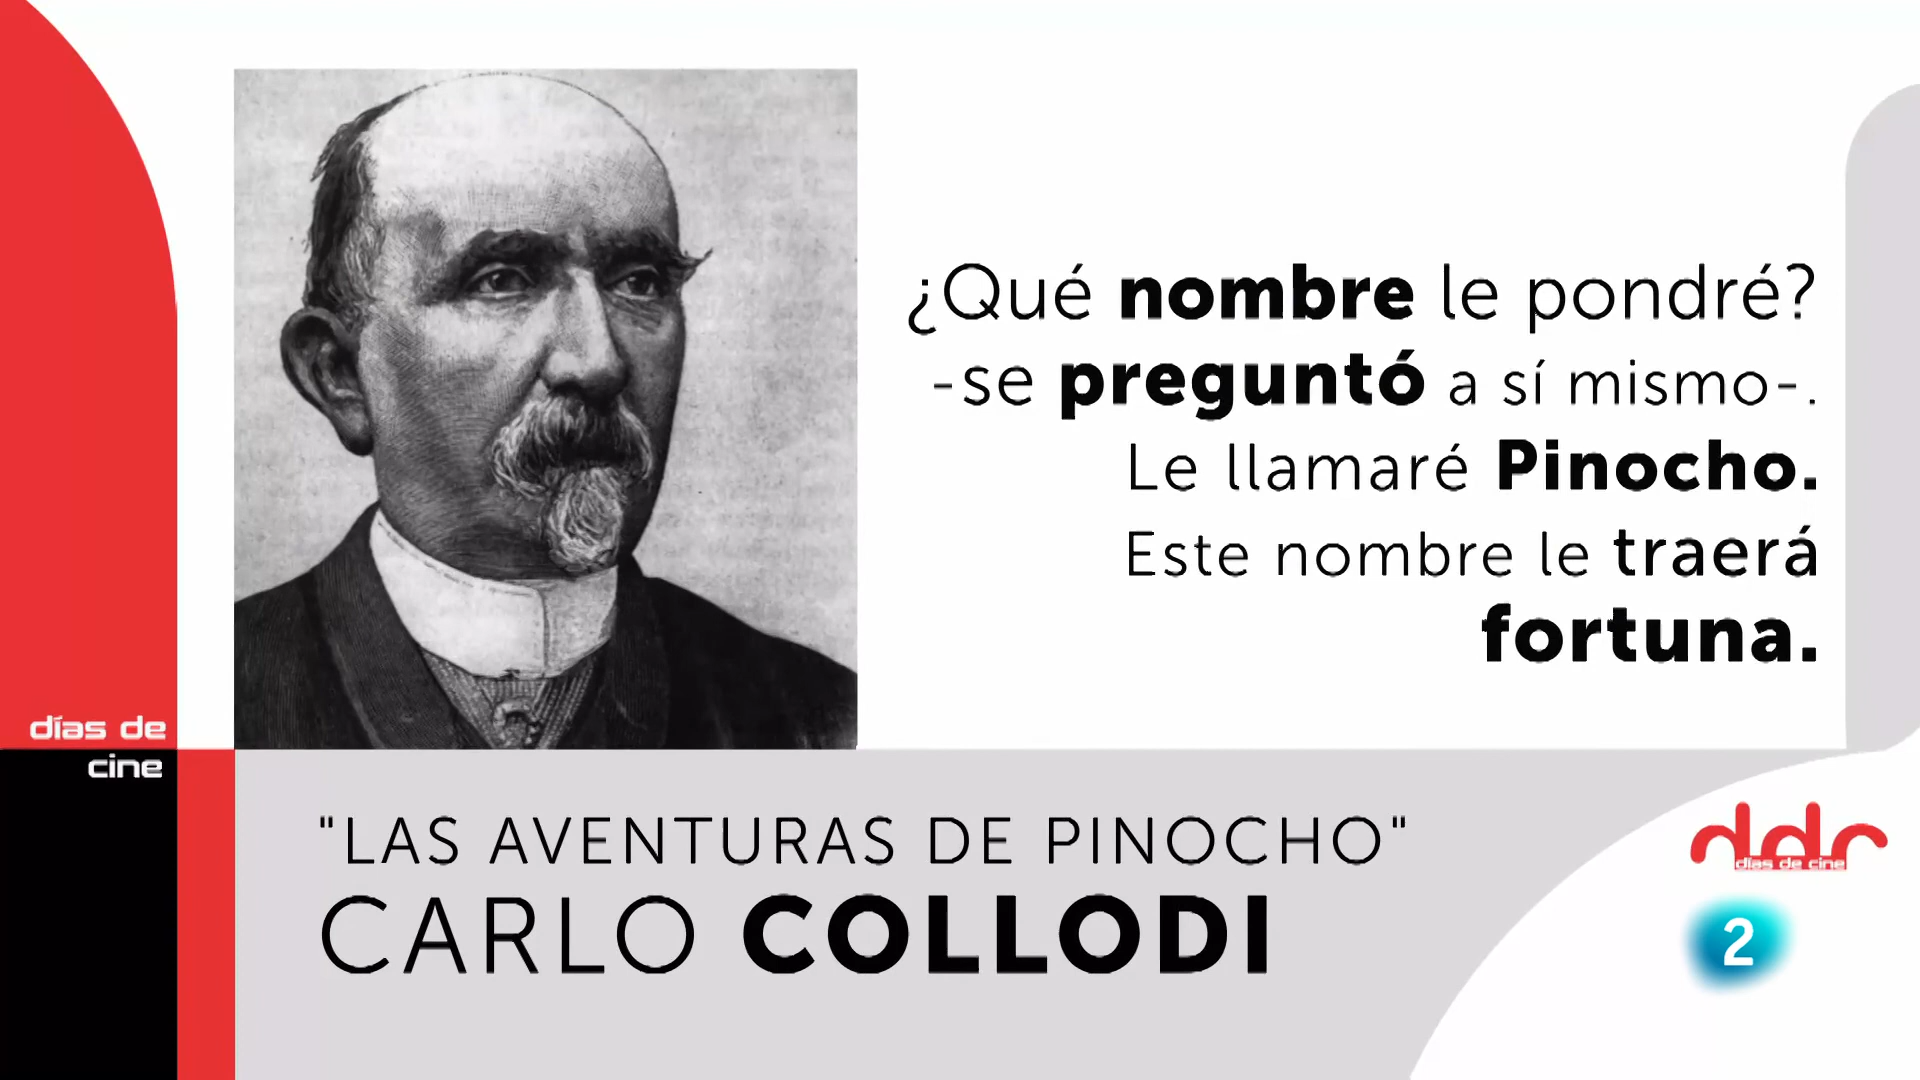 ¿Qué nombre le pondré?
-se preguntó a sí mismo-.
Le llamaré Pinocho.
Este nombre le traerá
fortuna.
días de
cine
"LAS AVENTURAS DE PINOCHO"
CARLO COLLODI
ddc
días de cine
2